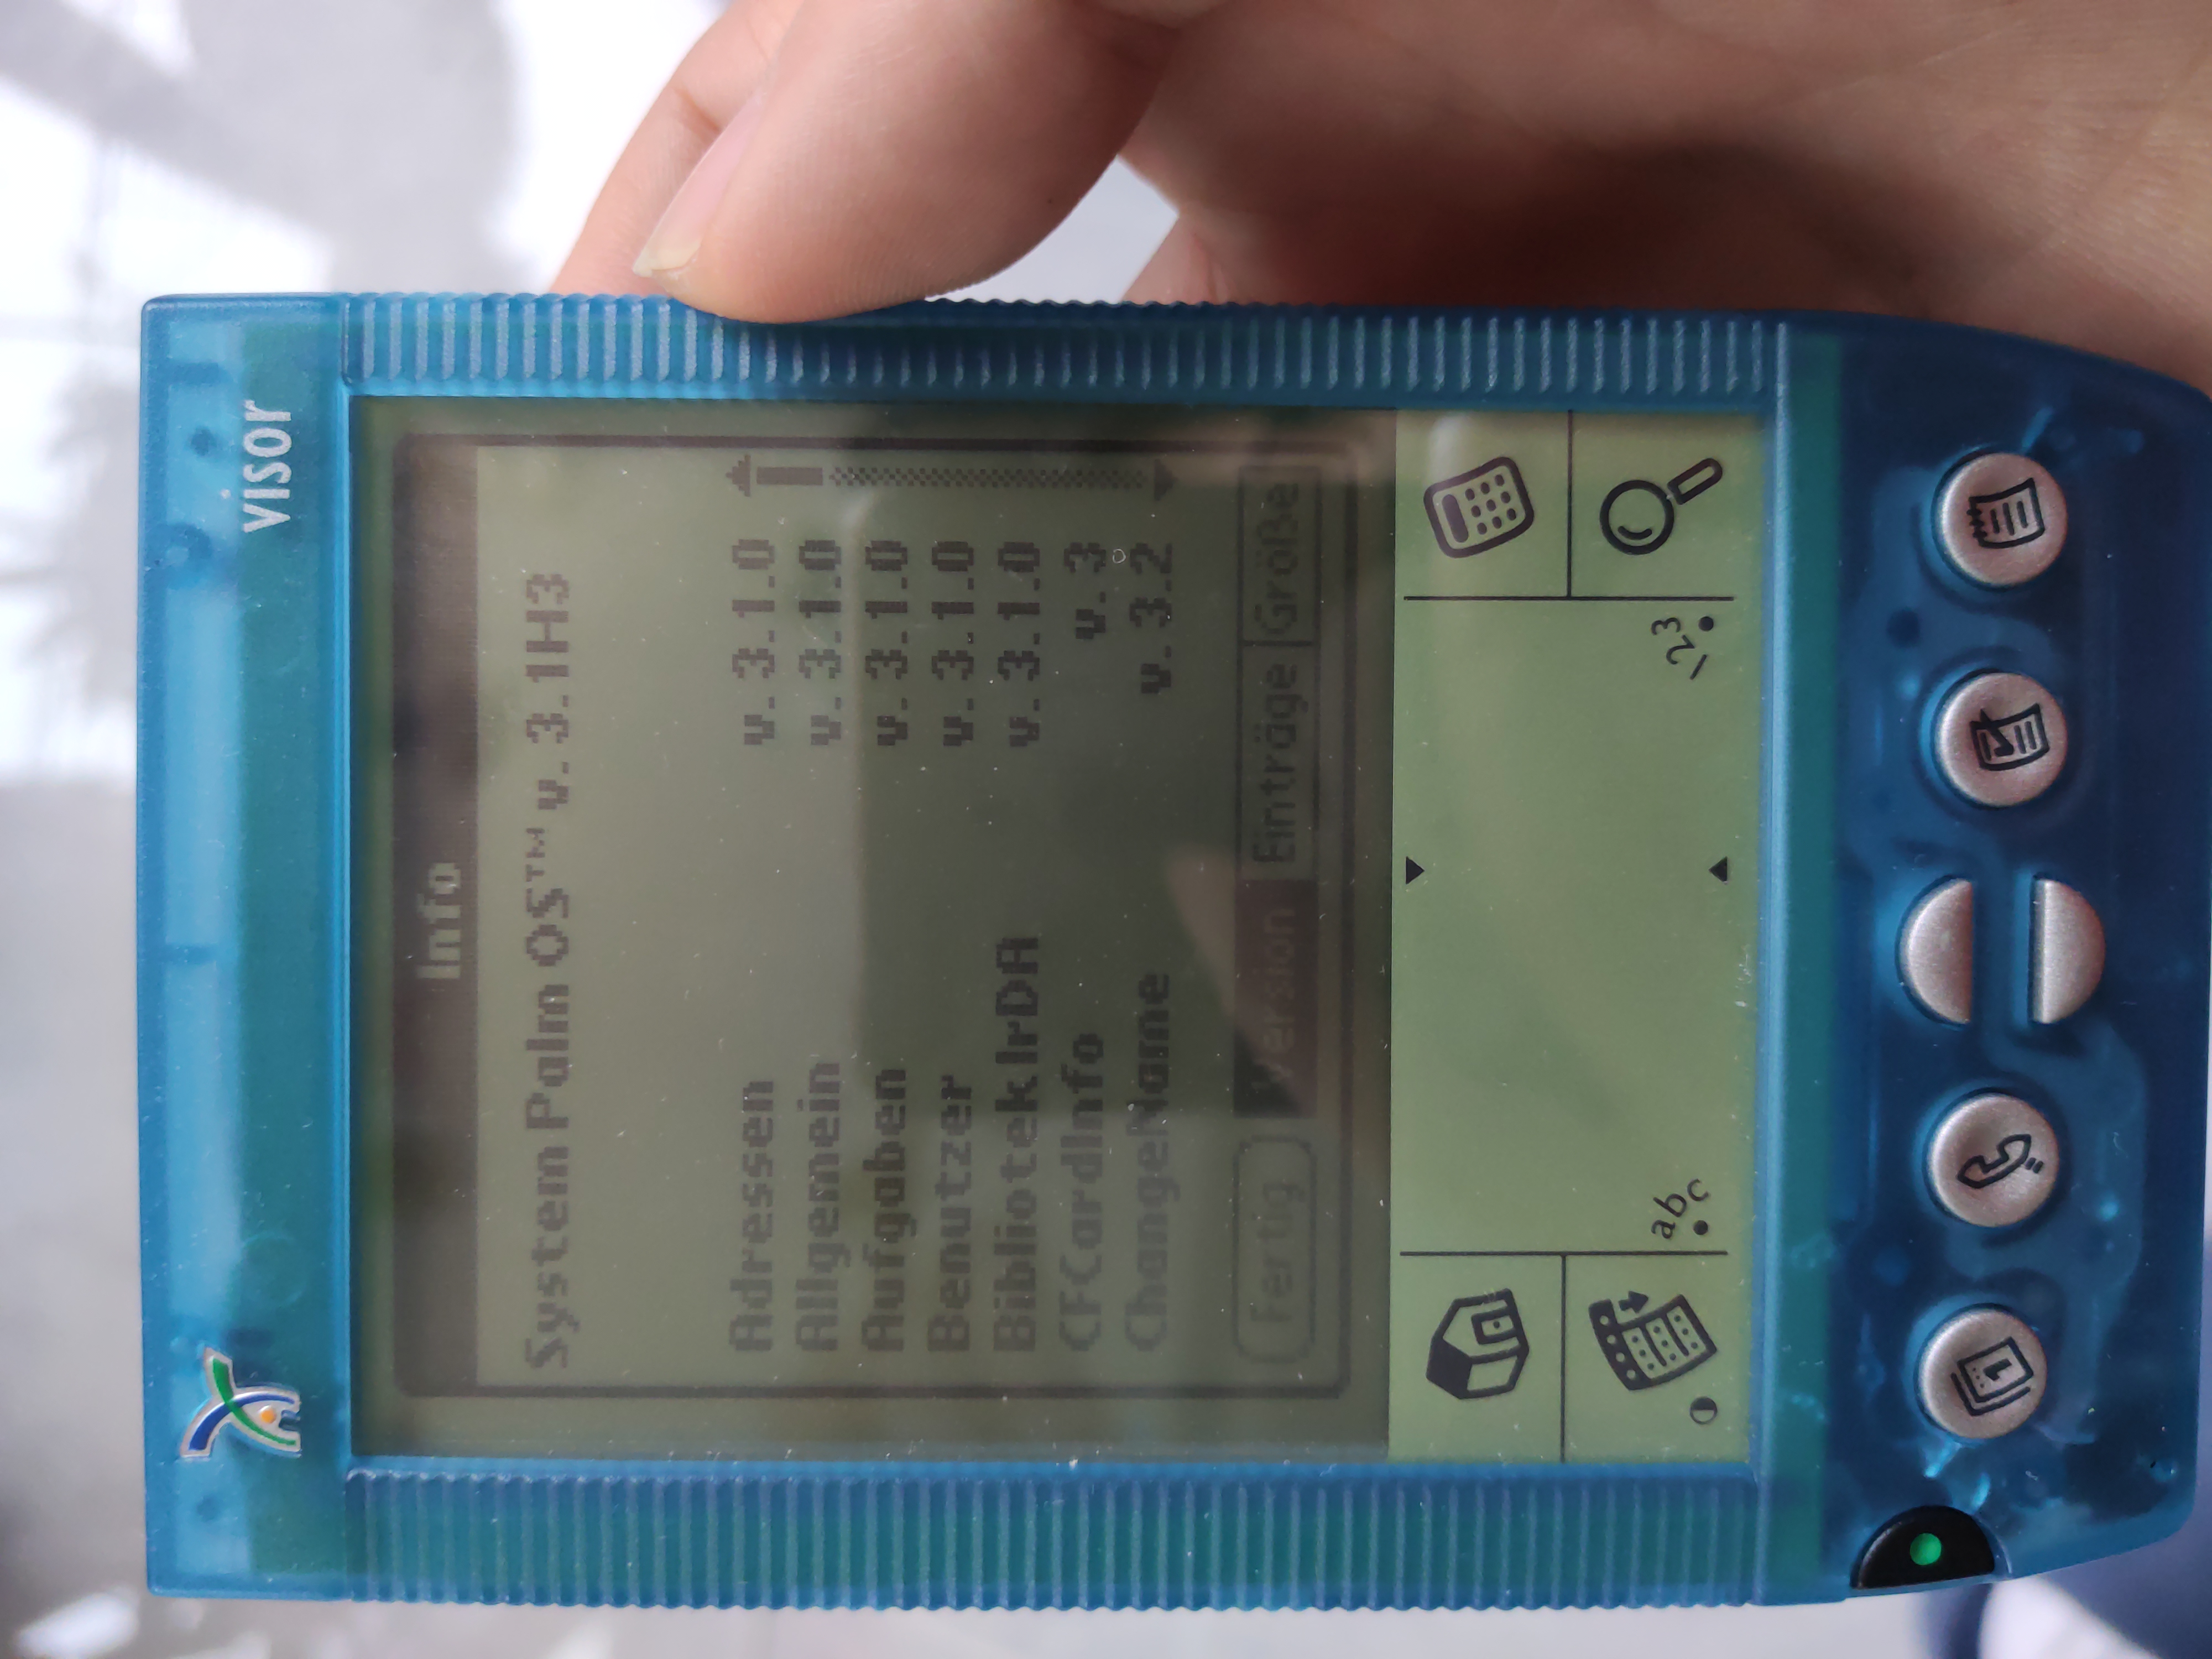 visor
Info
System Palm OS™ v. 3.1H3
Adressen v. 3.1.0
Allgemein v. 3.1.0
Aufgaben v. 3.1.0
Benutzer v. 3.1.0
Bibliotek IrDA v. 3.1.0
CFCardInfo v. 3
ChangeName v. 3.2
Fertig Version Einträge Größe
abc 123
1